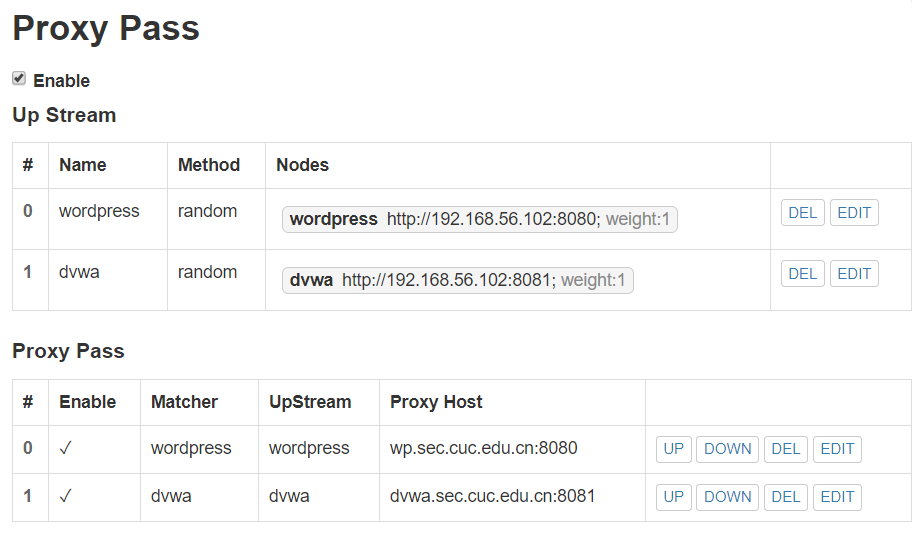 Proxy Pass
Enable
Up Stream
# Name Method Nodes
0 wordpress random wordpress http://192.168.56.102:8080; weight:1 DEL EDIT
1 dvwa random dvwa http://192.168.56.102:8081; weight:1 DEL EDIT
Proxy Pass
# Enable Matcher UpStream Proxy Host
0 ✓ wordpress wordpress wp.sec.cuc.edu.cn:8080 UP DOWN DEL EDIT
1 ✓ dvwa dvwa dvwa.sec.cuc.edu.cn:8081 UP DOWN DEL EDIT